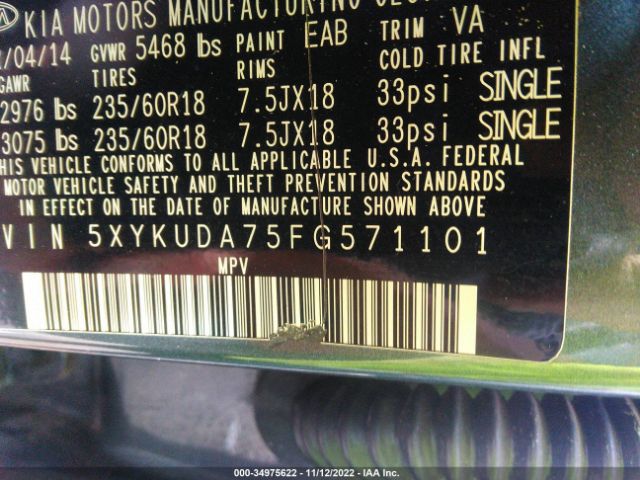 KIA MOTORS MANUFACTURING
/04/14 GVWR 5468 lbs PAINT EAB TRIM VA
GAWR TIRES RIMS COLD TIRE INFL
2976 lbs 235/60R18 7.5JX18 33psi SINGLE
3075 lbs 235/60R18 7.5JX18 33psi SINGLE
THIS VEHICLE CONFORMS TO ALL APPLICABLE U.S.A. FEDERAL
MOTOR VEHICLE SAFETY AND THEFT PREVENTION STANDARDS
IN EFFECT ON THE DATE OF MANUFACTURE SHOWN ABOVE
VIN 5XYKUDA75FG571101
MPV
000-34975622 - 11/12/2022 - IAA Inc.